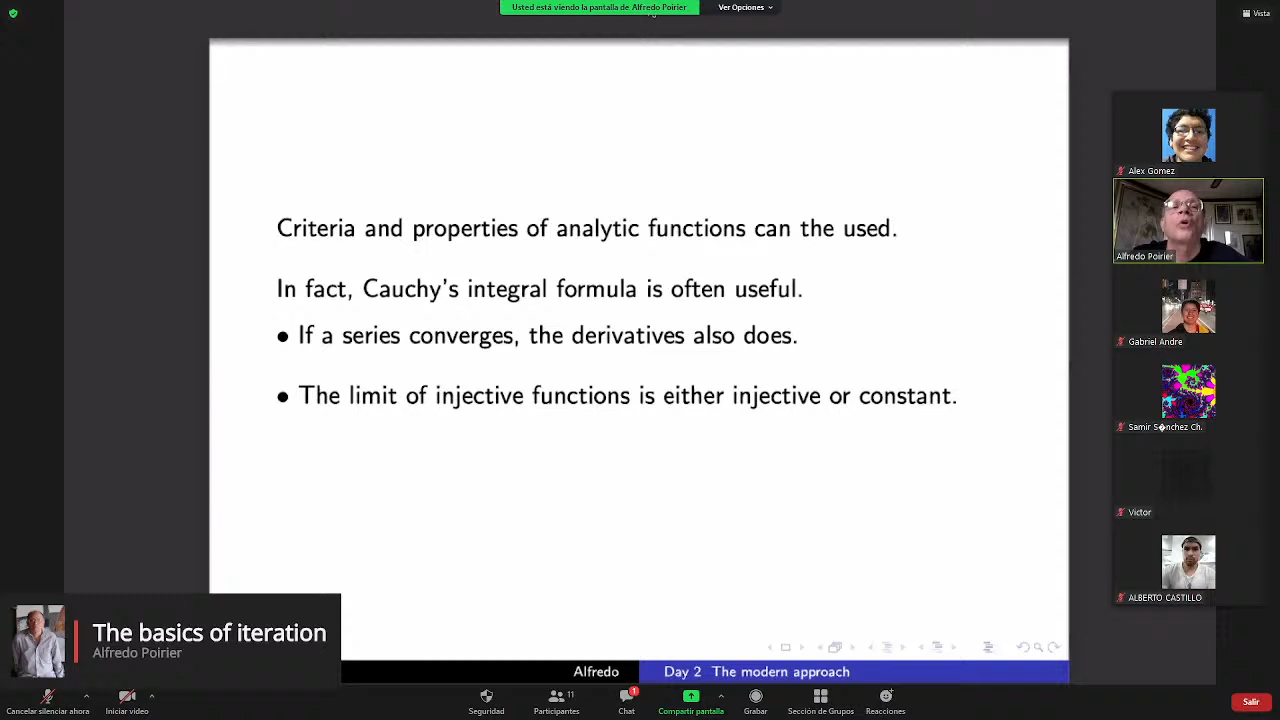 Usted está viendo la pantalla de Alfredo Poirier
Ver Opciones
Vista
Criteria and properties of analytic functions can the used.
In fact, Cauchy's integral formula is often useful.
• If a series converges, the derivatives also does.
• The limit of injective functions is either injective or constant.
Alex Gomez
Alfredo Poirier
Gabriel Andre
Samir S�nchez Ch.
Victor
ALBERTO CASTILLO
The basics of iteration
Alfredo Poirier
Alfredo
Day 2 The modern approach
Cancelar silenciar ahora
Iniciar video
Seguridad
11
Participantes
1
Chat
Compartir pantalla
Grabar
Sección de Grupos
Reacciones
Salir